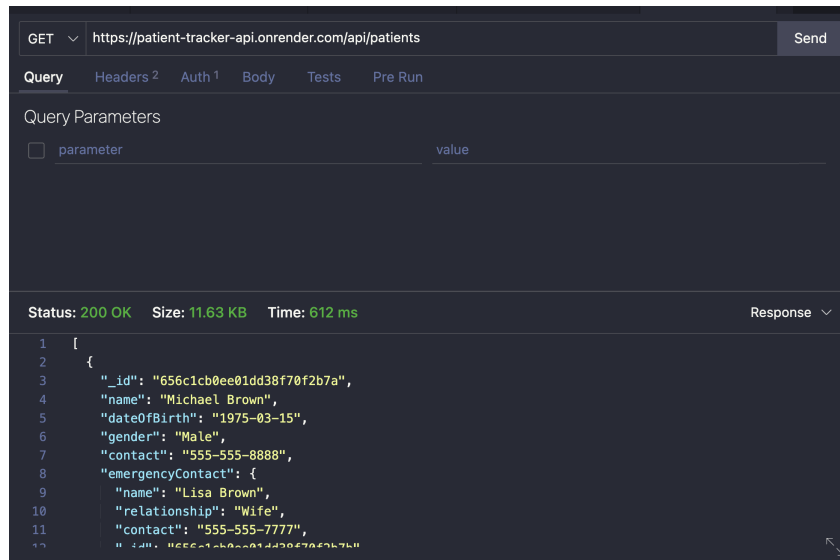 GET https://patient-tracker-api.onrender.com/api/patients Send
Query Headers 2 Auth 1 Body Tests Pre Run
Query Parameters
parameter value
Status: 200 OK Size: 11.63 KB Time: 612 ms Response
1 [
2 {
3 "_id": "656c1cb0ee01dd38f70f2b7a",
4 "name": "Michael Brown",
5 "dateOfBirth": "1975-03-15",
6 "gender": "Male",
7 "contact": "555-555-8888",
8 "emergencyContact": {
9 "name": "Lisa Brown",
10 "relationship": "Wife",
11 "contact": "555-555-7777",
12 "_id": "656c1cb0ee01dd38f70f2b7b"